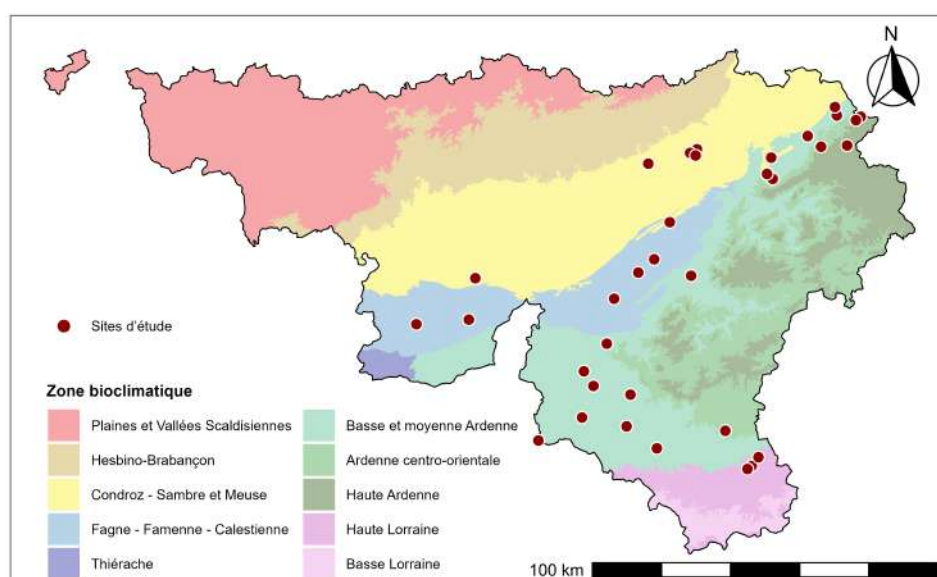 N
Sites d'étude
Zone bioclimatique
Plaines et Vallées Scaldisiennes
Hesbino-Brabançon
Condroz - Sambre et Meuse
Fagne - Famenne - Calestienne
Thiérache
Basse et moyenne Ardenne
Ardenne centro-orientale
Haute Ardenne
Haute Lorraine
Basse Lorraine
100 km